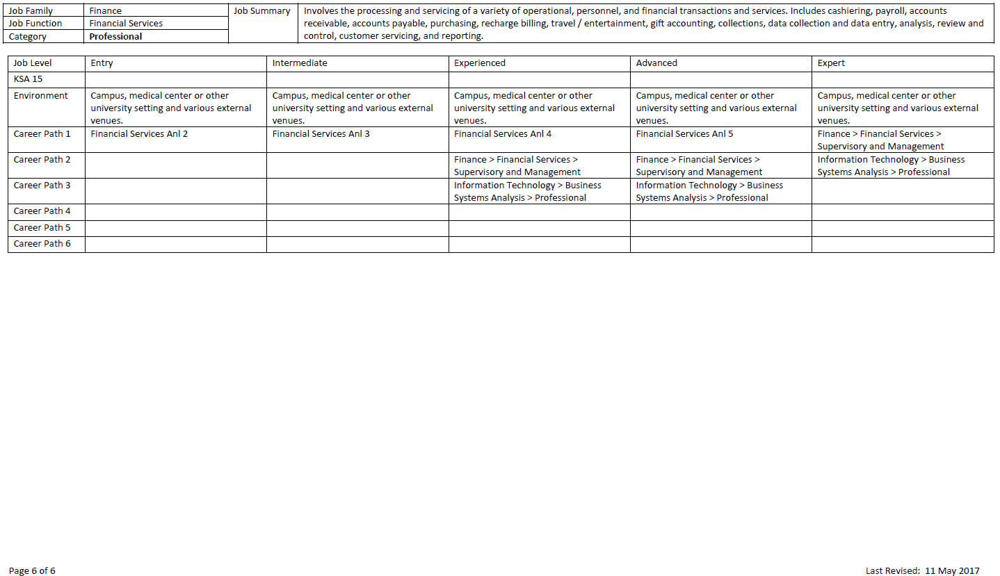 Job Family Finance Job Summary Involves the processing and servicing of a variety of operational, personnel, and financial transactions and services. Includes cashiering, payroll, accounts
Job Function Financial Services receivable, accounts payable, purchasing, recharge billing, travel / entertainment, gift accounting, collections, data collection and data entry, analysis, review and
Category Professional control, customer servicing, and reporting.
Job Level Entry Intermediate Experienced Advanced Expert
KSA 15
Environment Campus, medical center or other Campus, medical center or other Campus, medical center or other Campus, medical center or other Campus, medical center or other
university setting and various external university setting and various external university setting and various external university setting and various external university setting and various external
venues. venues. venues. venues. venues.
Career Path 1 Financial Services Anl 2 Financial Services Anl 3 Financial Services Anl 4 Financial Services Anl 5 Finance > Financial Services >
Supervisory and Management
Career Path 2 Finance > Financial Services > Finance > Financial Services > Information Technology > Business
Supervisory and Management Supervisory and Management Systems Analysis > Professional
Career Path 3 Information Technology > Business Information Technology > Business
Systems Analysis > Professional Systems Analysis > Professional
Career Path 4
Career Path 5
Career Path 6
Page 6 of 6 Last Revised: 11 May 2017